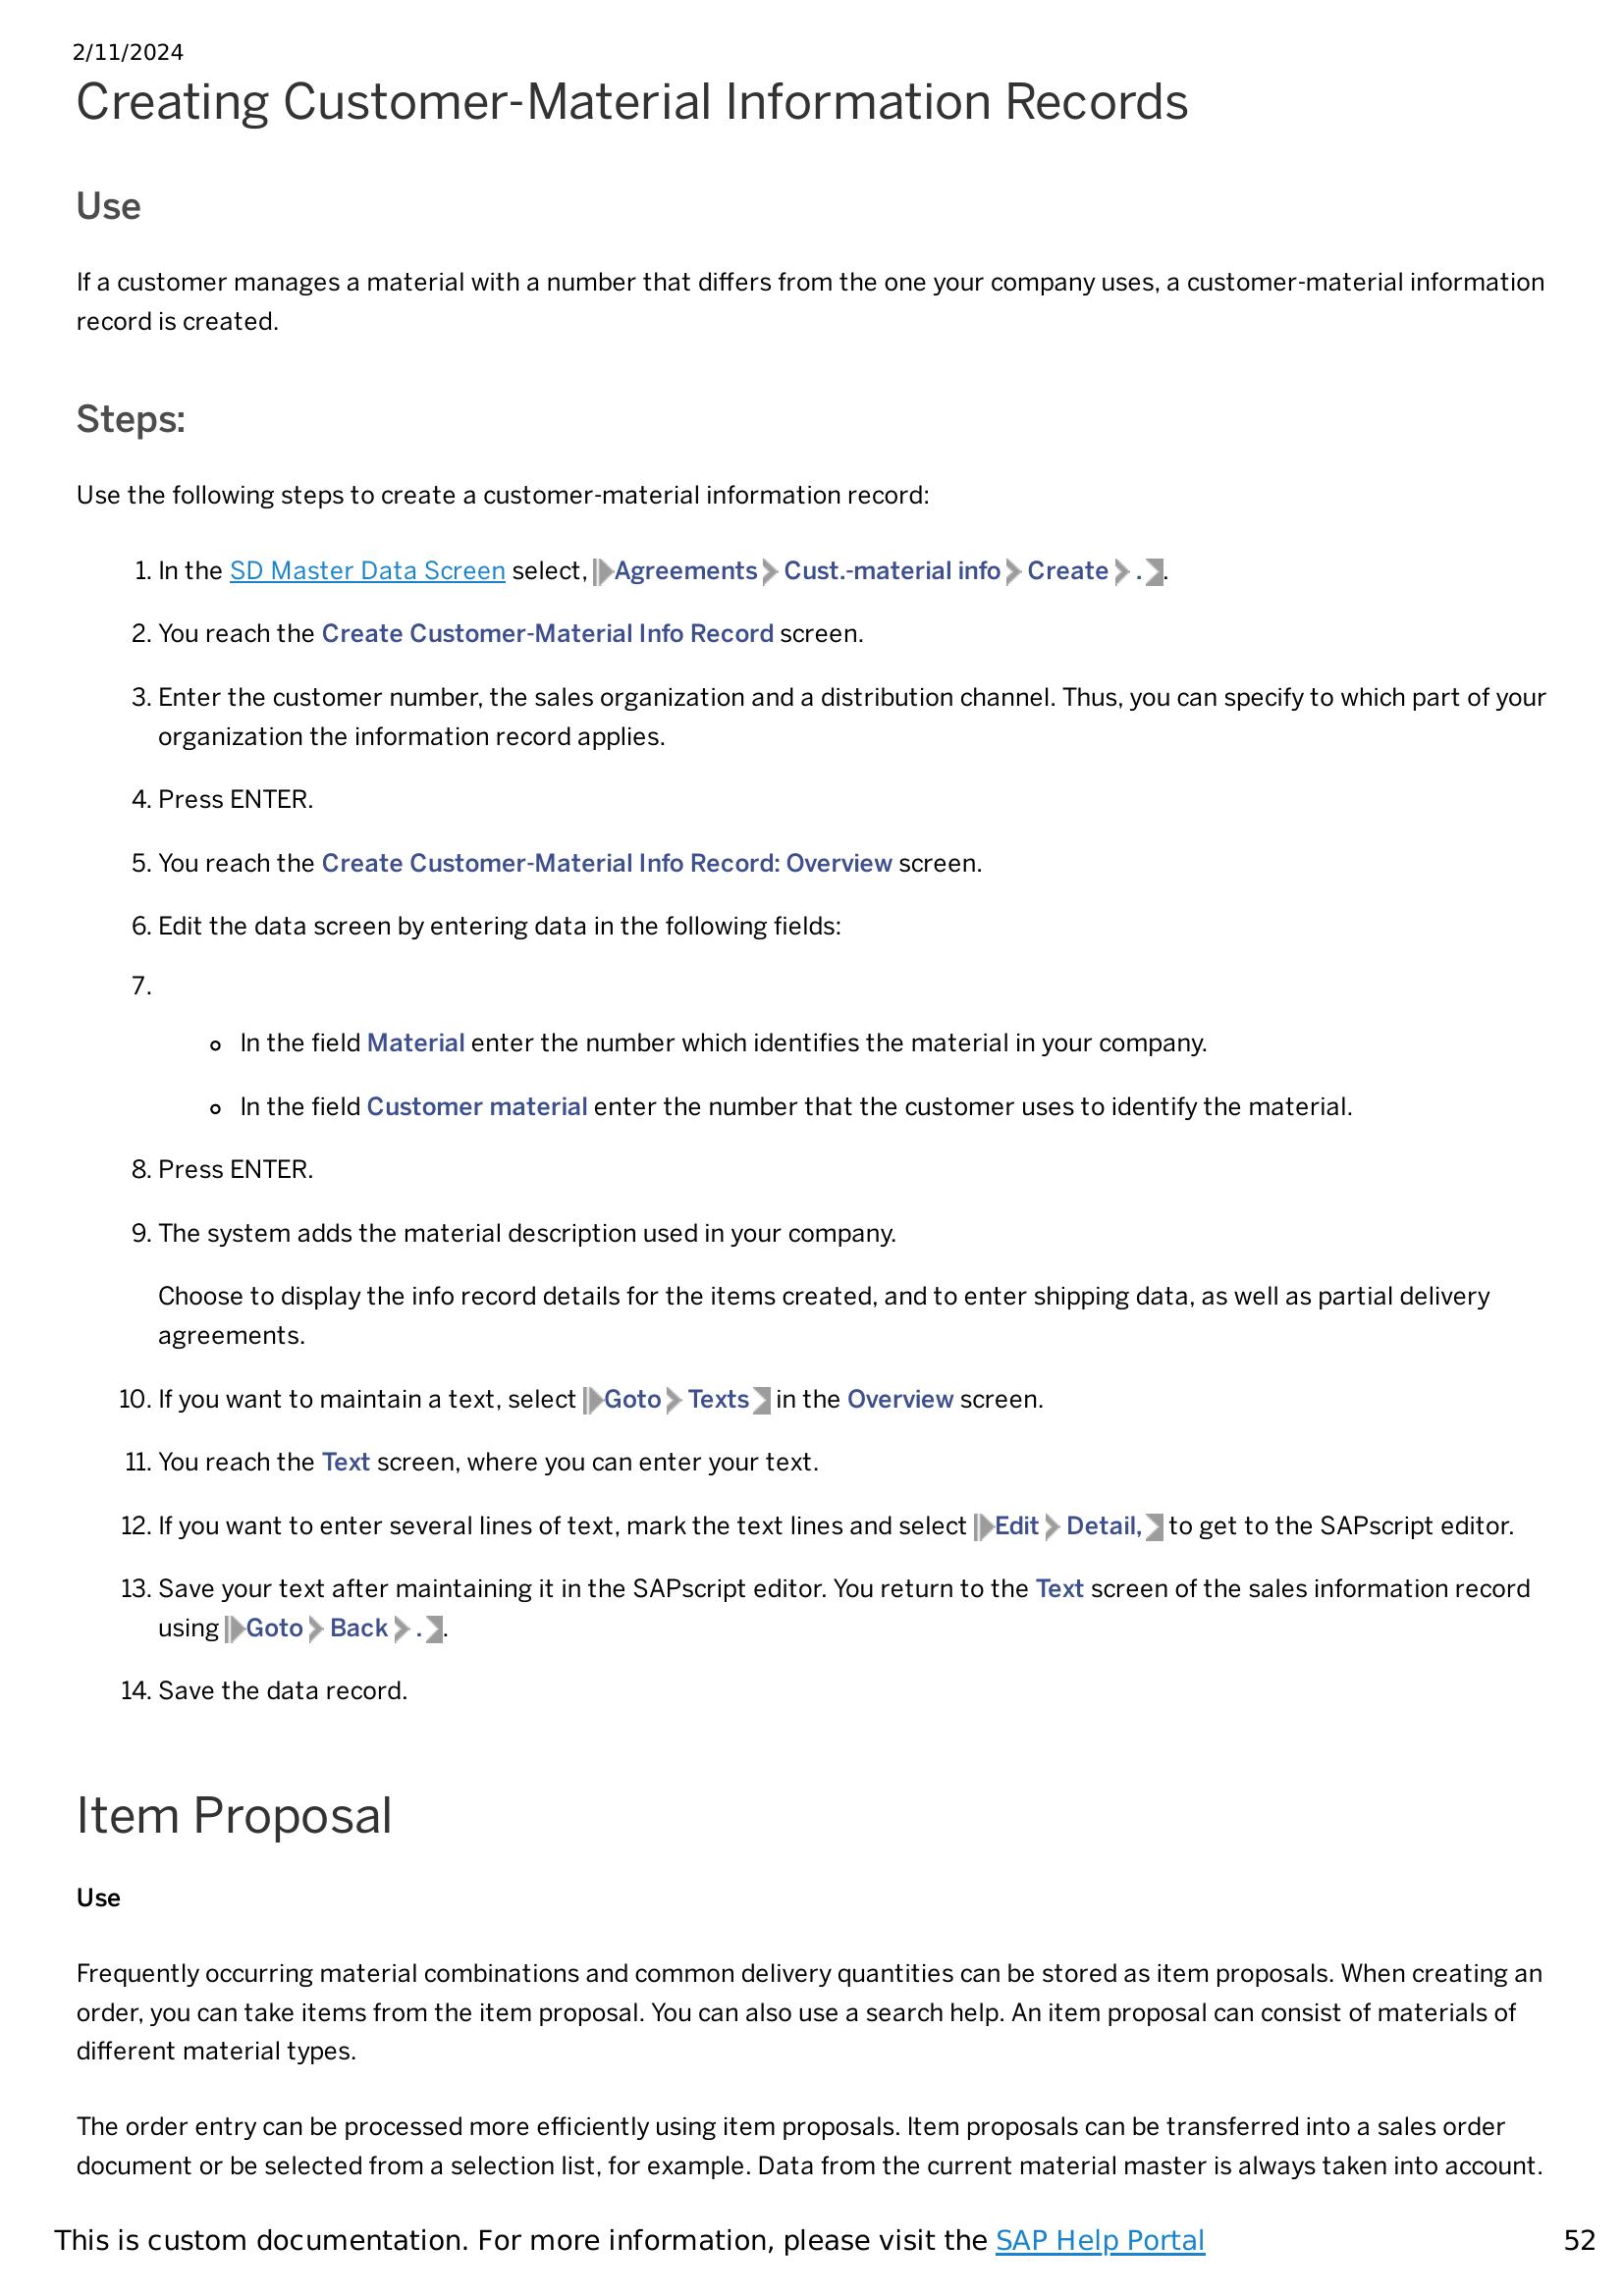 2/11/2024
Creating Customer-Material Information Records
Use
If a customer manages a material with a number that differs from the one your company uses, a customer-material information
record is created.
Steps:
Use the following steps to create a customer-material information record:
1. In the SD Master Data Screen select, Agreements Cust.-material info Create . .
2. You reach the Create Customer-Material Info Record screen.
3. Enter the customer number, the sales organization and a distribution channel. Thus, you can specify to which part of your
organization the information record applies.
4. Press ENTER.
5. You reach the Create Customer-Material Info Record: Overview screen.
6. Edit the data screen by entering data in the following fields:
7.
In the field Material enter the number which identifies the material in your company.
In the field Customer material enter the number that the customer uses to identify the material.
8. Press ENTER.
9. The system adds the material description used in your company.
Choose to display the info record details for the items created, and to enter shipping data, as well as partial delivery
agreements.
10. If you want to maintain a text, select Goto Texts in the Overview screen.
11. You reach the Text screen, where you can enter your text.
12. If you want to enter several lines of text, mark the text lines and select Edit Detail, to get to the SAPscript editor.
13. Save your text after maintaining it in the SAPscript editor. You return to the Text screen of the sales information record
using Goto Back . .
14. Save the data record.
Item Proposal
Use
Frequently occurring material combinations and common delivery quantities can be stored as item proposals. When creating an
order, you can take items from the item proposal. You can also use a search help. An item proposal can consist of materials of
different material types.
The order entry can be processed more efficiently using item proposals. Item proposals can be transferred into a sales order
document or be selected from a selection list, for example. Data from the current material master is always taken into account.
This is custom documentation. For more information, please visit the SAP Help Portal 52